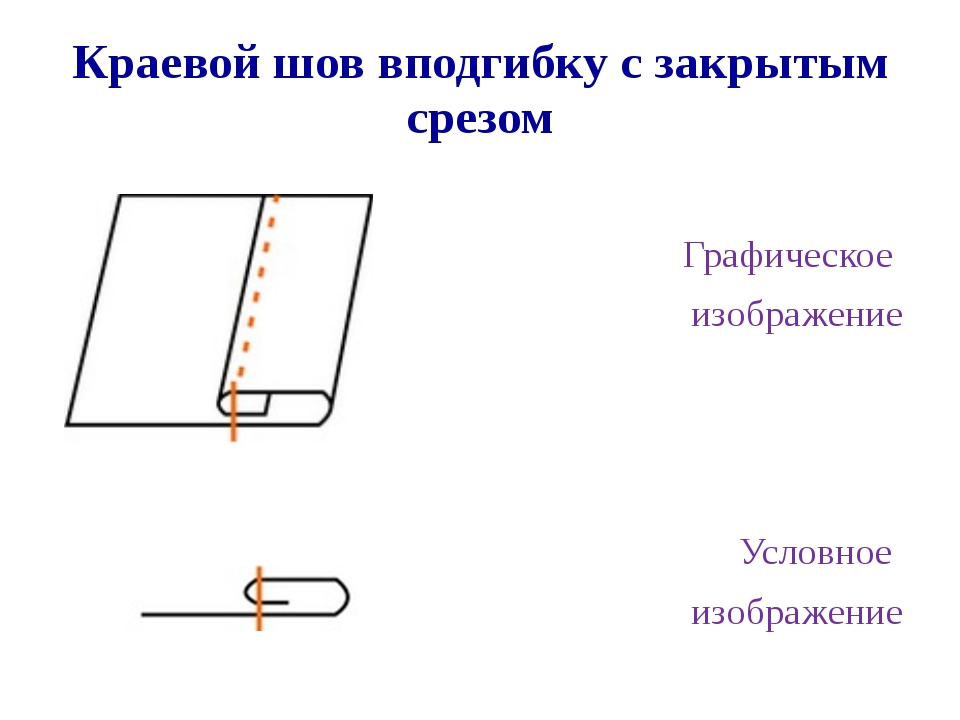 Краевой шов вподгибку с закрытым
срезом
Графическое
изображение
Условное
изображение